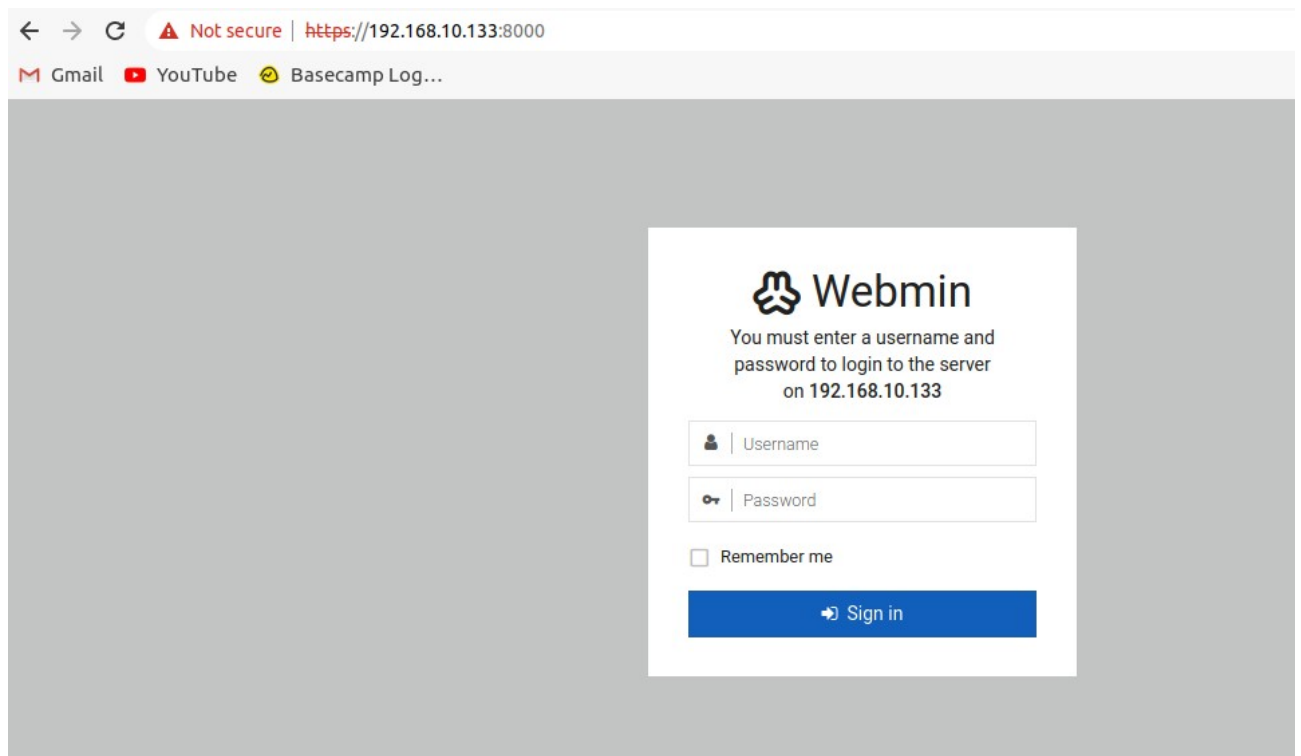 Not secure | https://192.168.10.133:8000
Gmail YouTube Basecamp Log...
Webmin
You must enter a username and
password to login to the server
on 192.168.10.133
Username
Password
Remember me
Sign in